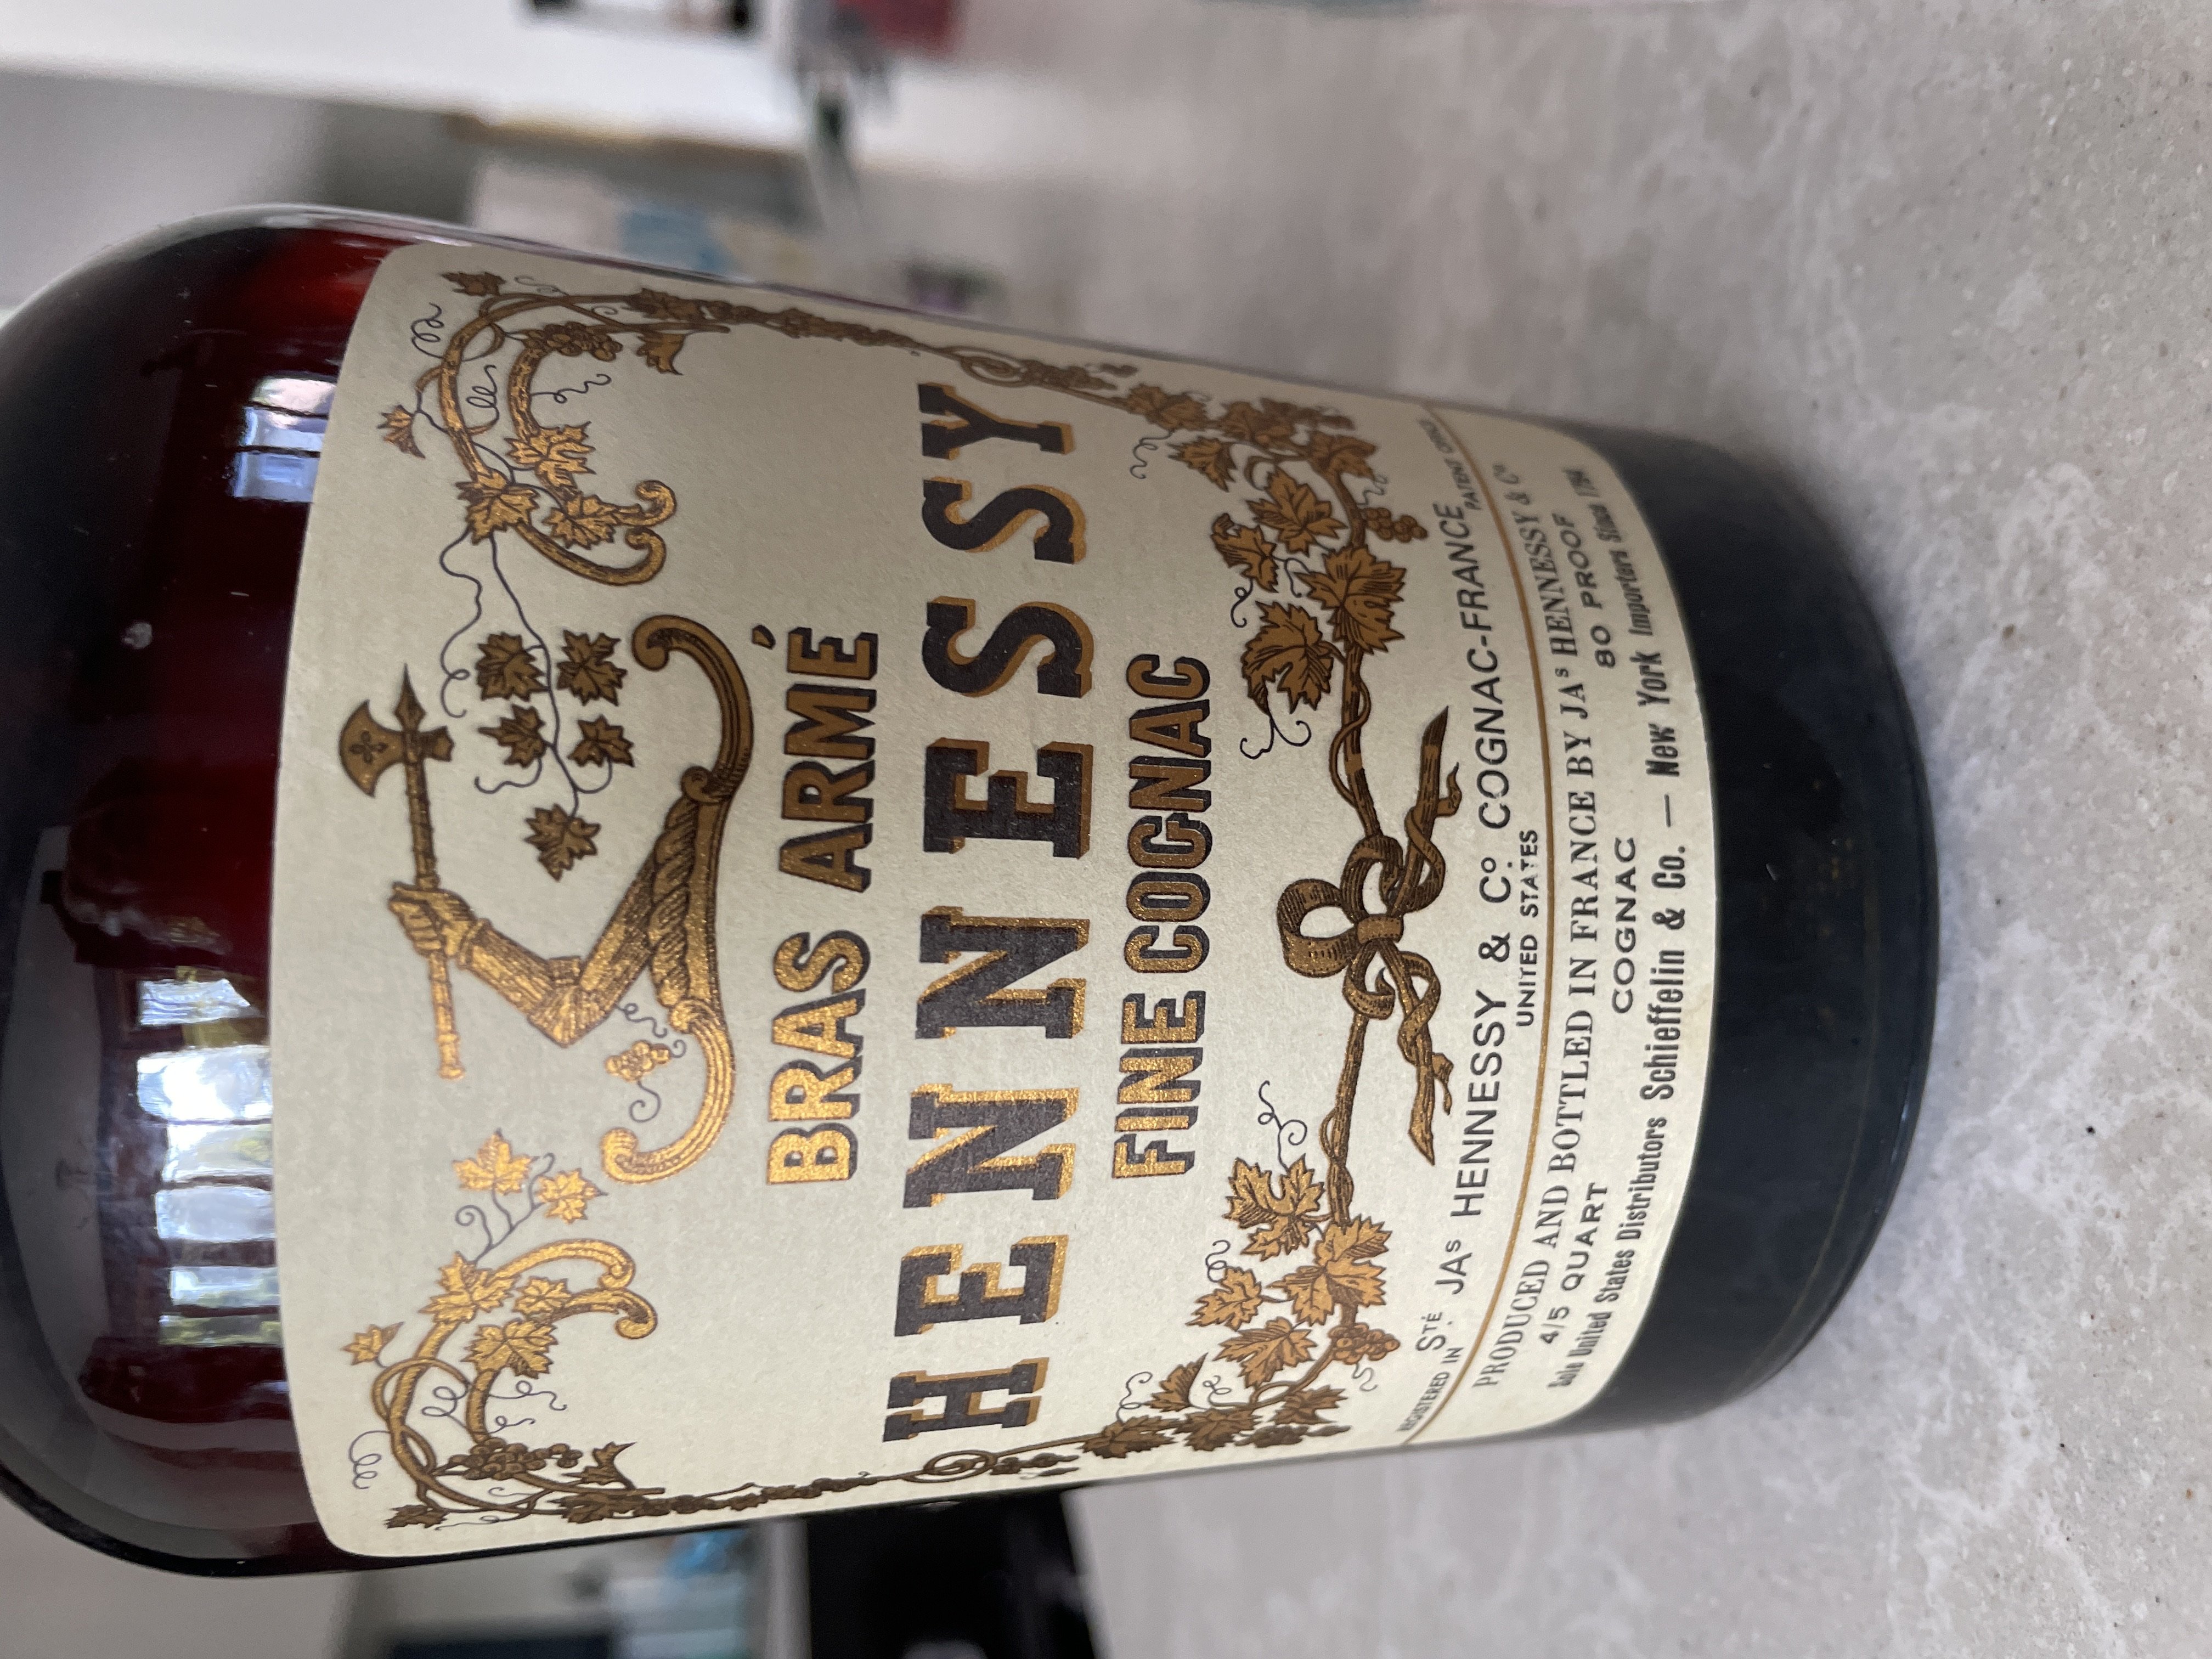 BRAS ARMÉ
HENNESSY
FINE COGNAC
REGISTERED IN STÉ JAS HENNESSY & Cº. COGNAC-FRANCE PATENT OFFICE
UNITED STATES
PRODUCED AND BOTTLED IN FRANCE BY JAS HENNESSY & Cº
4/5 QUART COGNAC 80 PROOF
Sole United States Distributors Schieffelin & Co. — New York Importers Since 1794